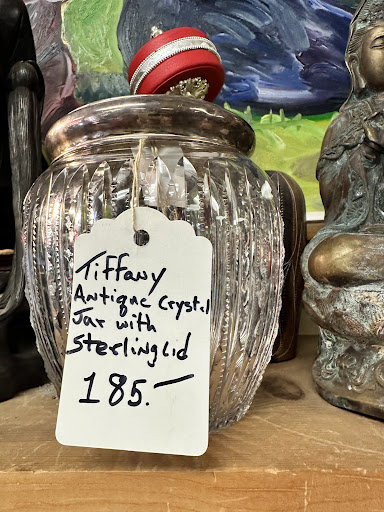 Tiffany
Antique Crystal
Jar with
Sterling Lid
185.—